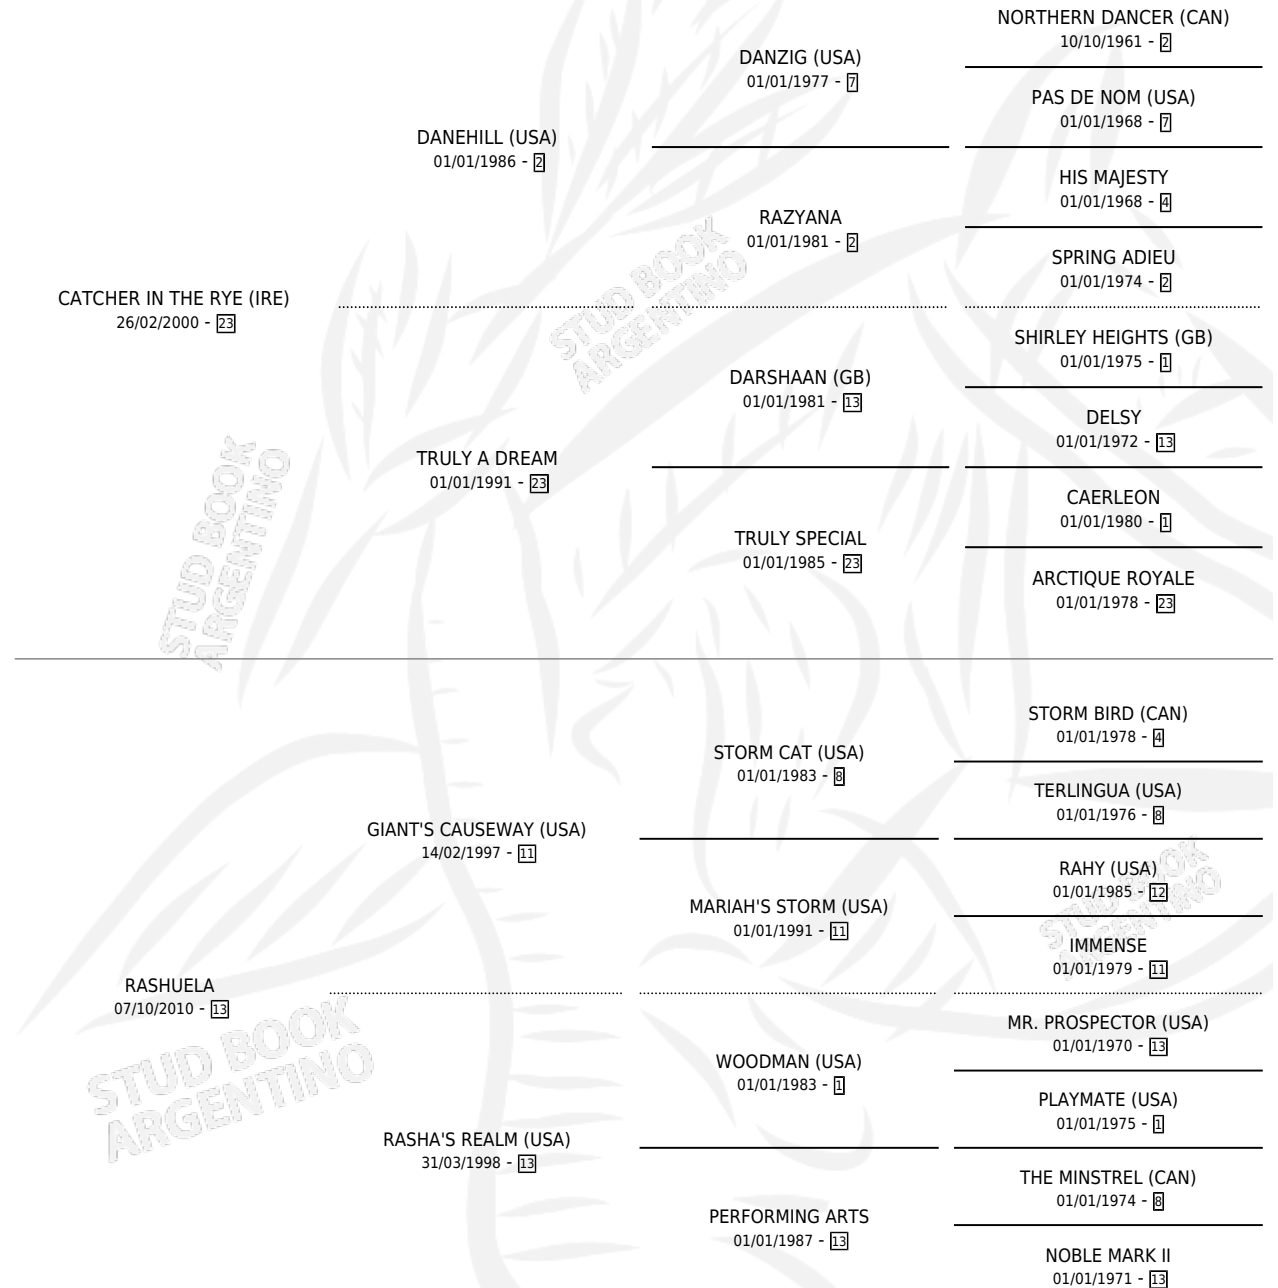 NORTHERN DANCER (CAN)
10/10/1961 - 2
DANZIG (USA)
01/01/1977 - 7
PAS DE NOM (USA)
01/01/1968 - 7
DANEHILL (USA)
01/01/1986 - 2
HIS MAJESTY
01/01/1968 - 4
RAZYANA
01/01/1981 - 2
SPRING ADIEU
01/01/1974 - 2
CATCHER IN THE RYE (IRE)
26/02/2000 - 23
STUD BOOK
ARGENTINO
SHIRLEY HEIGHTS (GB)
01/01/1975 - 1
DARSHAAN (GB)
01/01/1981 - 13
DELSY
01/01/1972 - 13
TRULY A DREAM
01/01/1991 - 23
CAERLEON
01/01/1980 - 1
TRULY SPECIAL
01/01/1985 - 23
ARCTIQUE ROYALE
01/01/1978 - 23
STUD BOOK
ARGENTINO
STORM BIRD (CAN)
01/01/1978 - 4
STORM CAT (USA)
01/01/1983 - 8
TERLINGUA (USA)
01/01/1976 - 8
GIANT'S CAUSEWAY (USA)
14/02/1997 - 11
RAHY (USA)
01/01/1985 - 12
MARIAH'S STORM (USA)
01/01/1991 - 11
STUD BOOK
ARGENTINO
IMMENSE
01/01/1979 - 11
RASHUELA
07/10/2010 - 13
STUD BOOK
ARGENTINO
MR. PROSPECTOR (USA)
01/01/1970 - 13
WOODMAN (USA)
01/01/1983 - 1
PLAYMATE (USA)
01/01/1975 - 1
RASHA'S REALM (USA)
31/03/1998 - 13
THE MINSTREL (CAN)
01/01/1974 - 8
PERFORMING ARTS
01/01/1987 - 13
NOBLE MARK II
01/01/1971 - 13